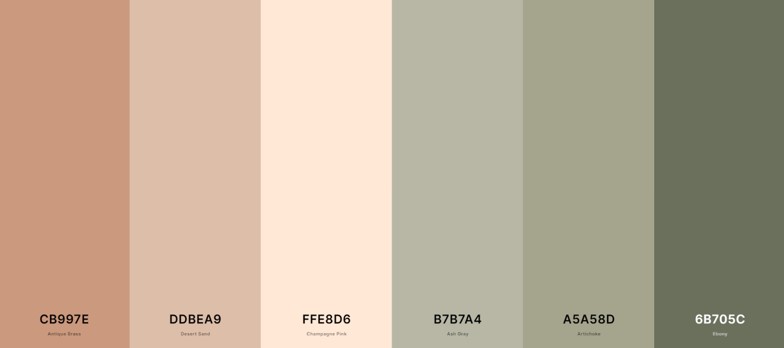 CB997E
Antique Brass
DDBEA9
Desert Sand
FFE8D6
Champagne Pink
B7B7A4
Ash Gray
A5A58D
Artichoke
6B705C
Ebony